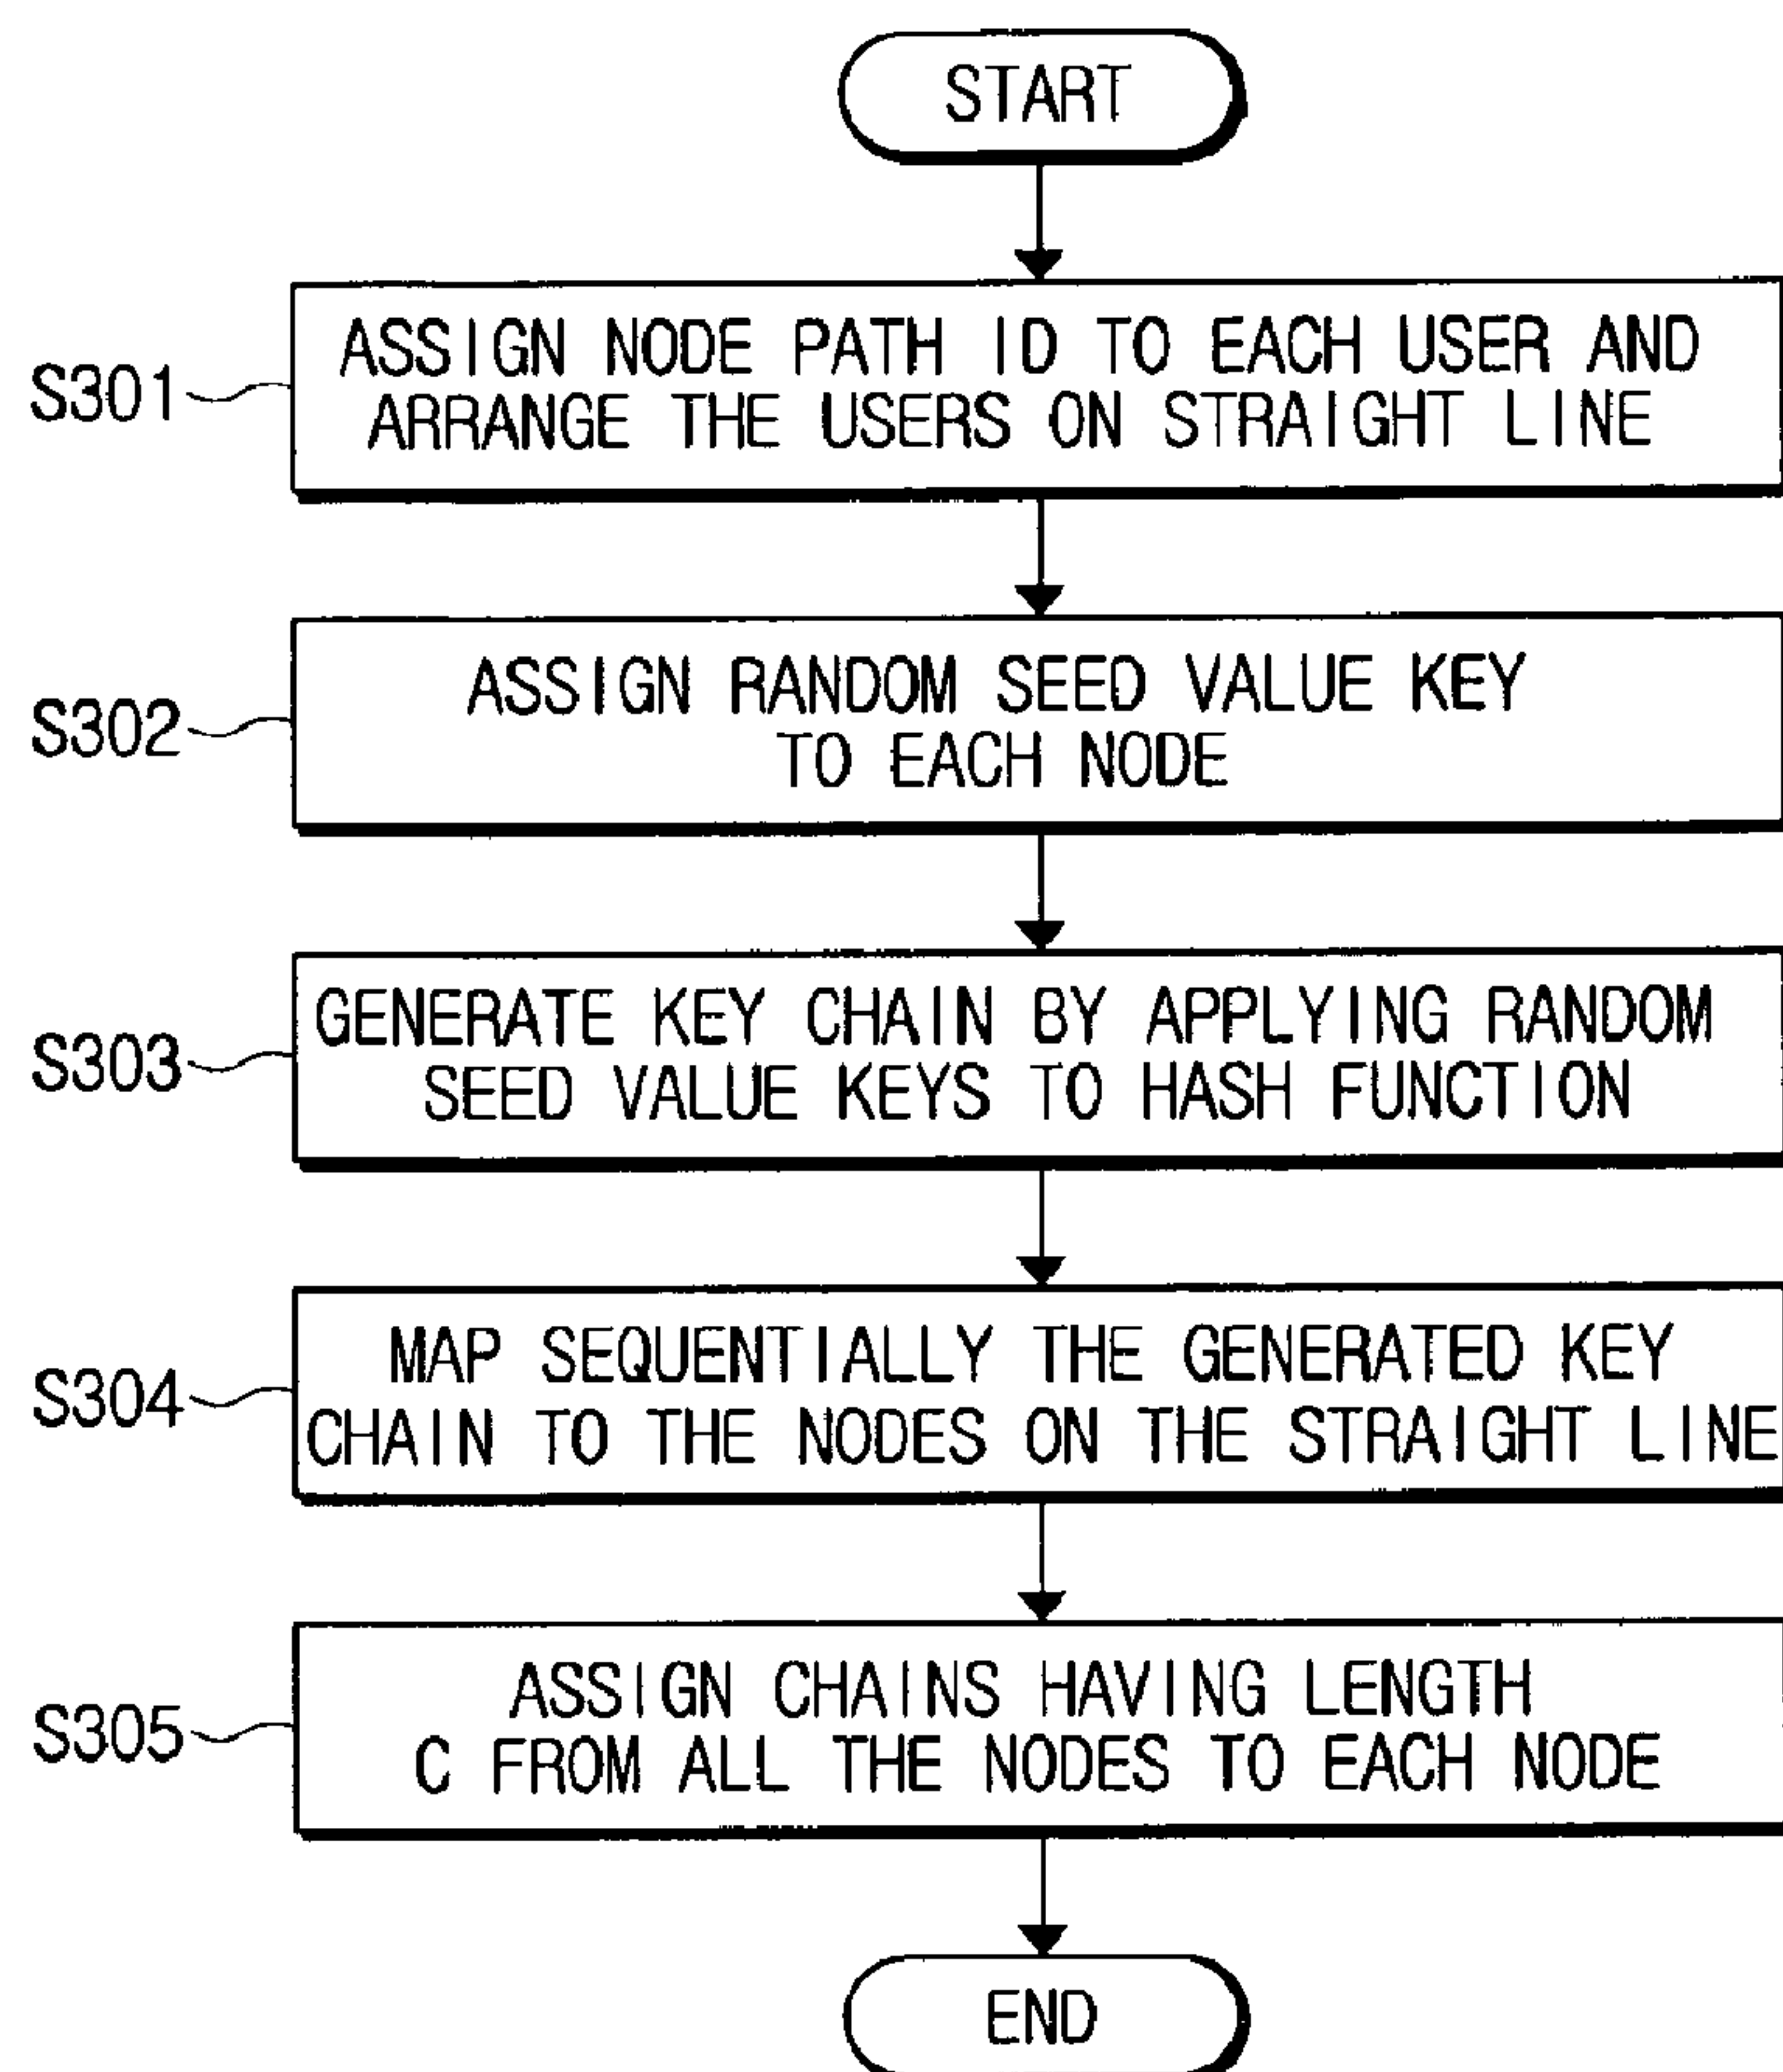 START
S301
ASSIGN NODE PATH ID TO EACH USER AND
ARRANGE THE USERS ON STRAIGHT LINE
S302
ASSIGN RANDOM SEED VALUE KEY
TO EACH NODE
S303
GENERATE KEY CHAIN BY APPLYING RANDOM
SEED VALUE KEYS TO HASH FUNCTION
S304
MAP SEQUENTIALLY THE GENERATED KEY
CHAIN TO THE NODES ON THE STRAIGHT LINE
S305
ASSIGN CHAINS HAVING LENGTH
C FROM ALL THE NODES TO EACH NODE
END